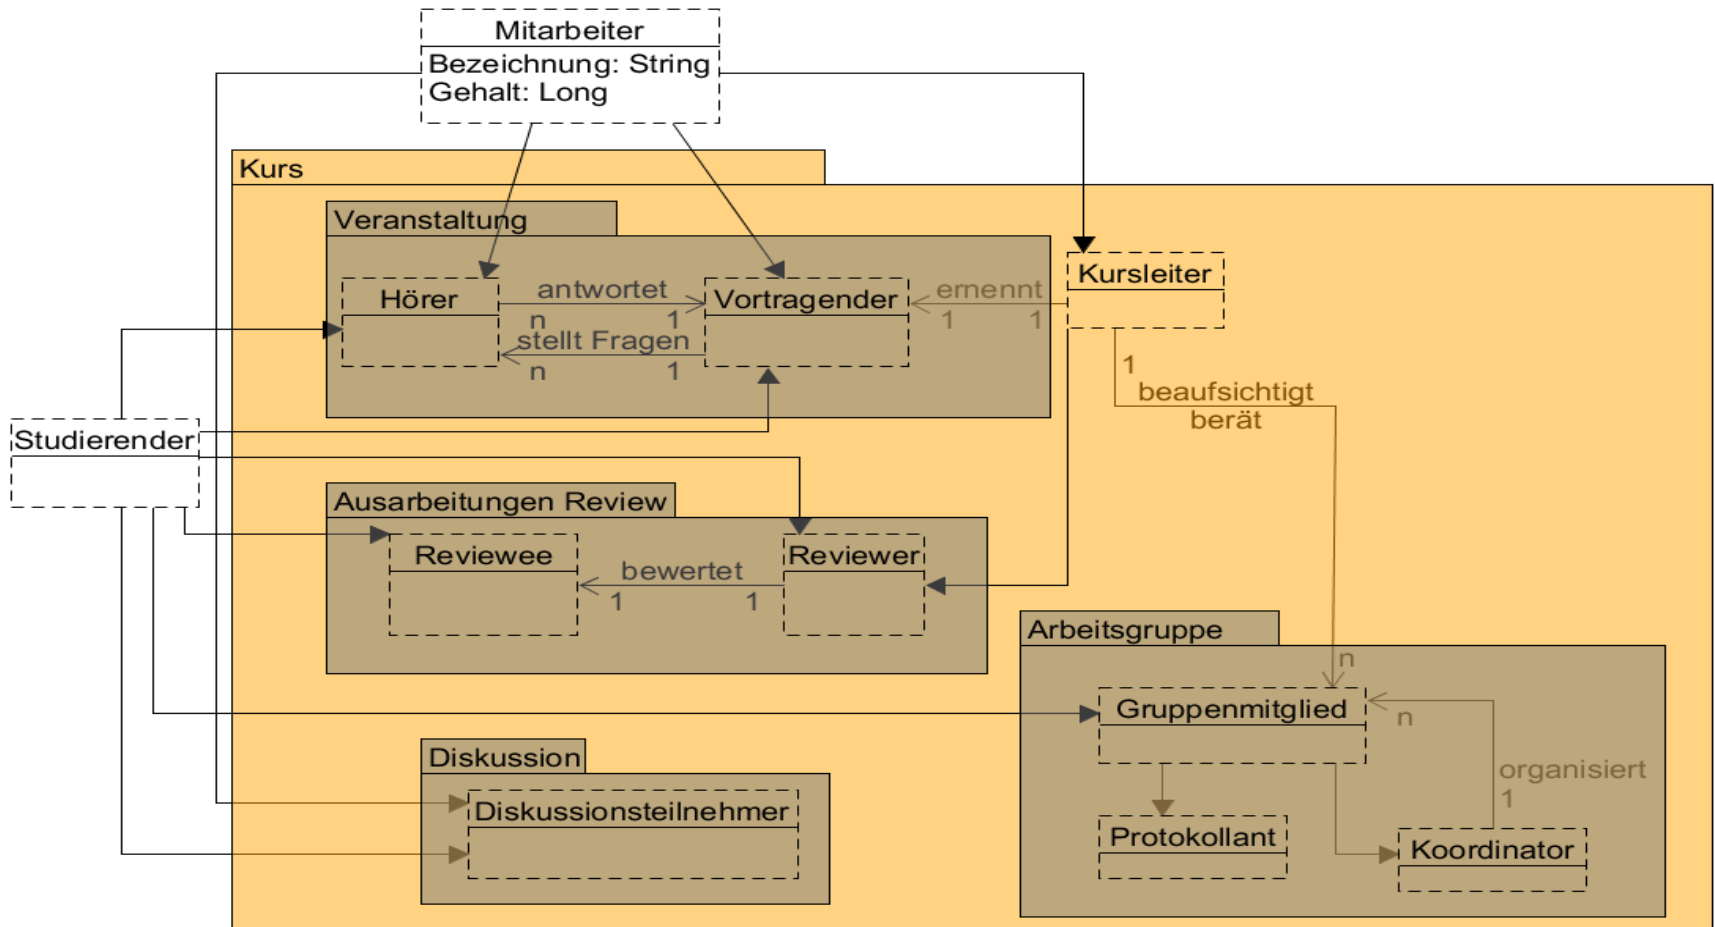 Mitarbeiter
Bezeichnung: String
Gehalt: Long
Kurs
Veranstaltung
Hörer
antwortet
n
1
Vortragender
stellt Fragen
n
1
ernennt
1
1
Kursleiter
1
beaufsichtigt
berät
n
Studierender
Ausarbeitungen Review
Reviewee
bewertet
1
1
Reviewer
Arbeitsgruppe
Gruppenmitglied
n
organisiert
1
Protokollant
Koordinator
Diskussion
Diskussionsteilnehmer